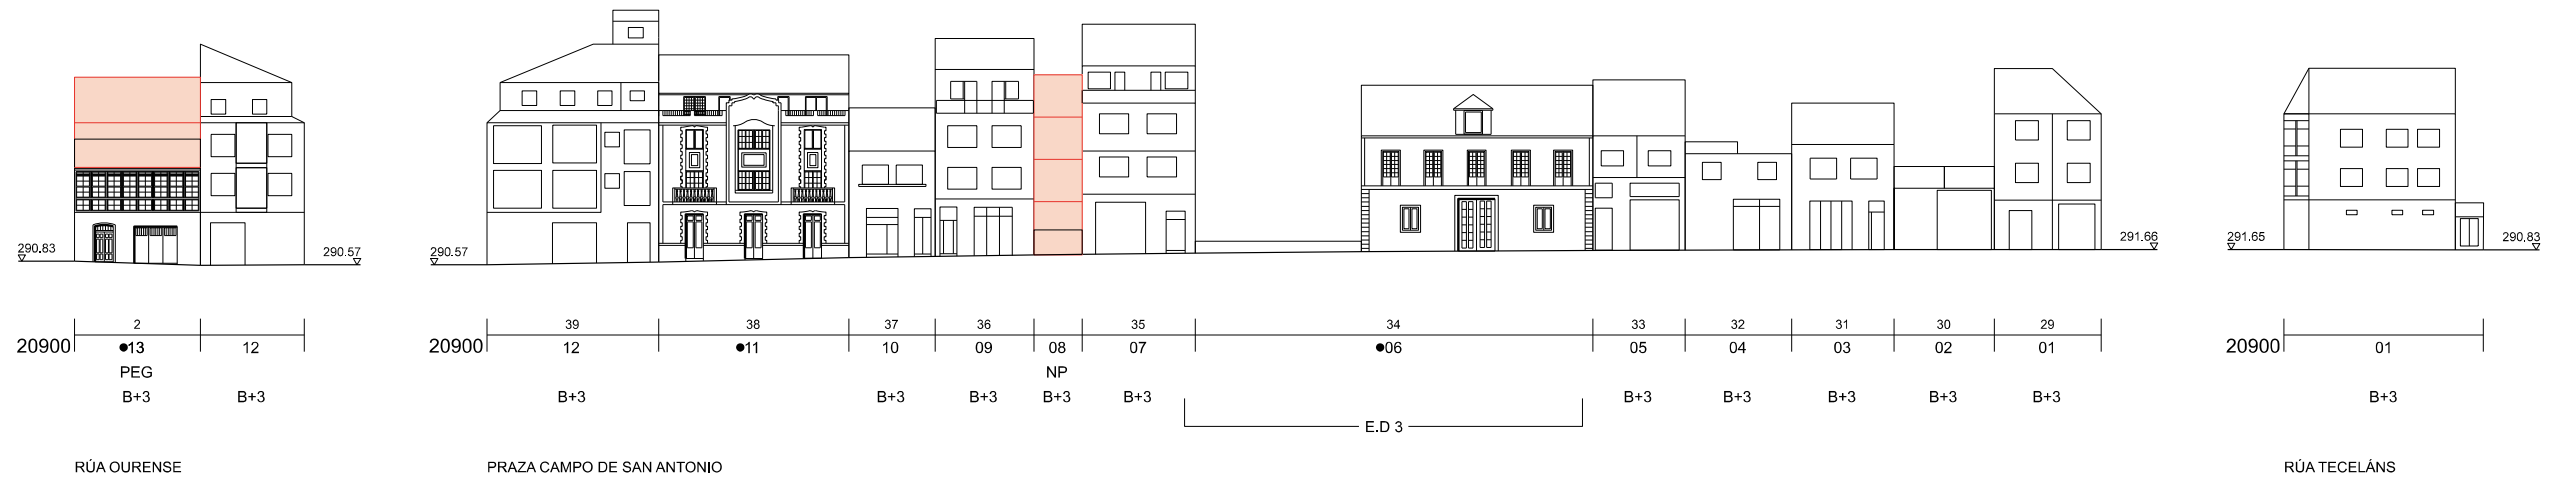 290.83 290.57 290.57 291.66 291.65 290.83
2 39 38 37 36 35 34 33 32 31 30 29
20900 ●13 12 20900 12 ●11 10 09 08 07 ●06 05 04 03 02 01 20900 01
PEG NP
B+3 B+3 B+3 B+3 B+3 B+3 B+3 B+3 B+3 B+3 B+3 B+3 B+3
E.D 3
RÚA OURENSE PRAZA CAMPO DE SAN ANTONIO RÚA TECELÁNS